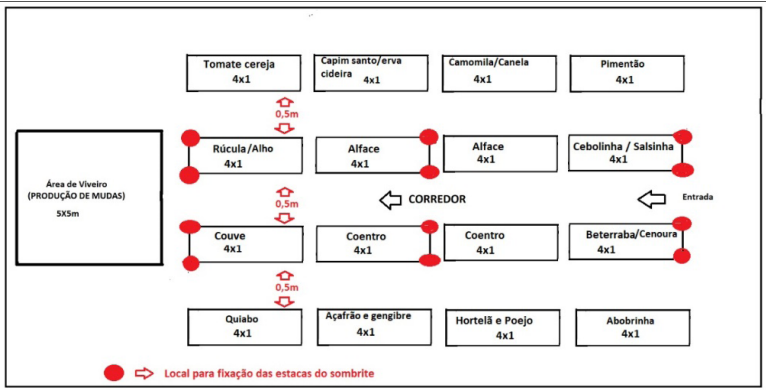 Tomate cereja
4x1
Capim santo/erva
cideira
4x1
Camomila/Canela
4x1
Pimentão
4x1
0,5m
Rúcula/Alho
4x1
Alface
4x1
Alface
4x1
Cebolinha / Salsinha
4x1
Área de Viveiro
(PRODUÇÃO DE MUDAS)
5X5m
0,5m
CORREDOR
Entrada
Couve
4x1
Coentro
4x1
Coentro
4x1
Beterraba/Cenoura
4x1
0,5m
Quiabo
4x1
Açafrão e gengibre
4x1
Hortelã e Poejo
4x1
Abobrinha
4x1
Local para fixação das estacas do sombrite